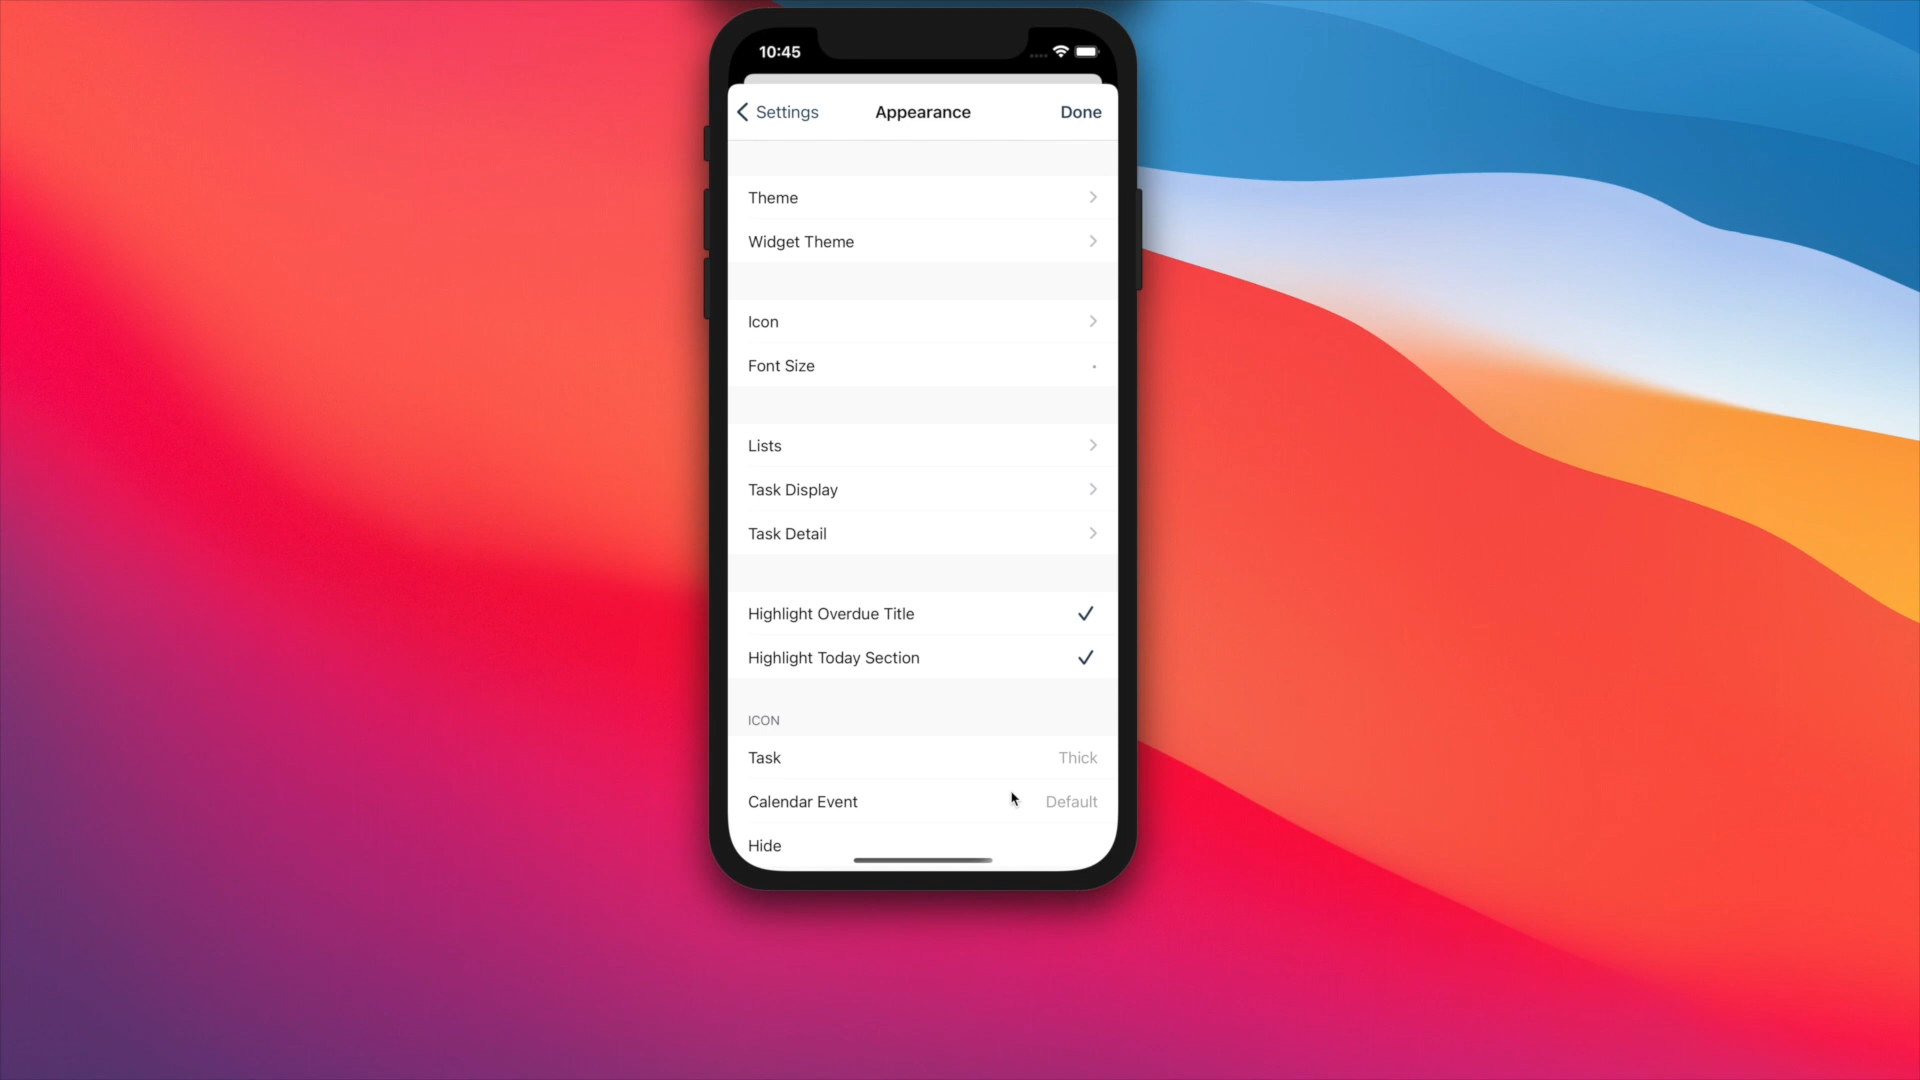 10:45
Settings
Appearance
Done
Theme
Widget Theme
Icon
Font Size
Lists
Task Display
Task Detail
Highlight Overdue Title
Highlight Today Section
ICON
Task Thick
Calendar Event Default
Hide